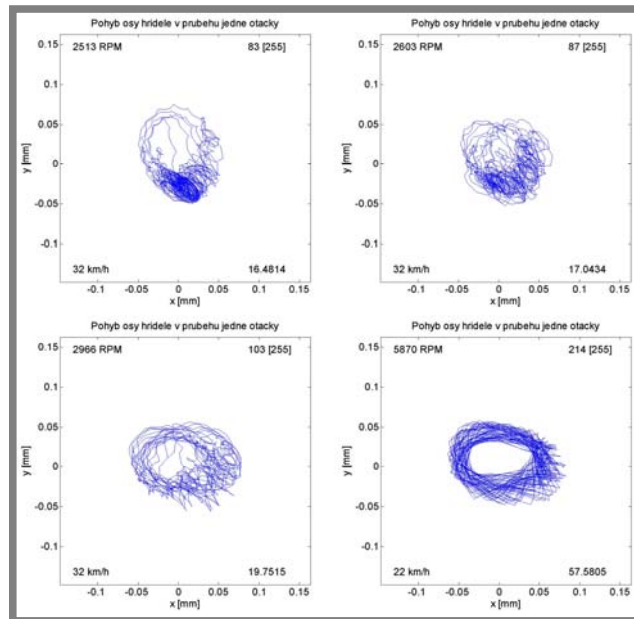 Pohyb osy hridele v prubehu jedne otacky
2513 RPM 83 [255]
0.15
0.1
0.05
0
-0.05
-0.1
y [mm]
32 km/h 16.4814
-0.1 -0.05 0 0.05 0.1 0.15
x [mm]
Pohyb osy hridele v prubehu jedne otacky
2603 RPM 87 [255]
0.15
0.1
0.05
0
-0.05
-0.1
y [mm]
32 km/h 17.0434
-0.1 -0.05 0 0.05 0.1 0.15
x [mm]
Pohyb osy hridele v prubehu jedne otacky
2966 RPM 103 [255]
0.15
0.1
0.05
0
-0.05
-0.1
y [mm]
32 km/h 19.7515
-0.1 -0.05 0 0.05 0.1 0.15
x [mm]
Pohyb osy hridele v prubehu jedne otacky
5870 RPM 214 [255]
0.15
0.1
0.05
0
-0.05
-0.1
y [mm]
22 km/h 57.5805
-0.1 -0.05 0 0.05 0.1 0.15
x [mm]